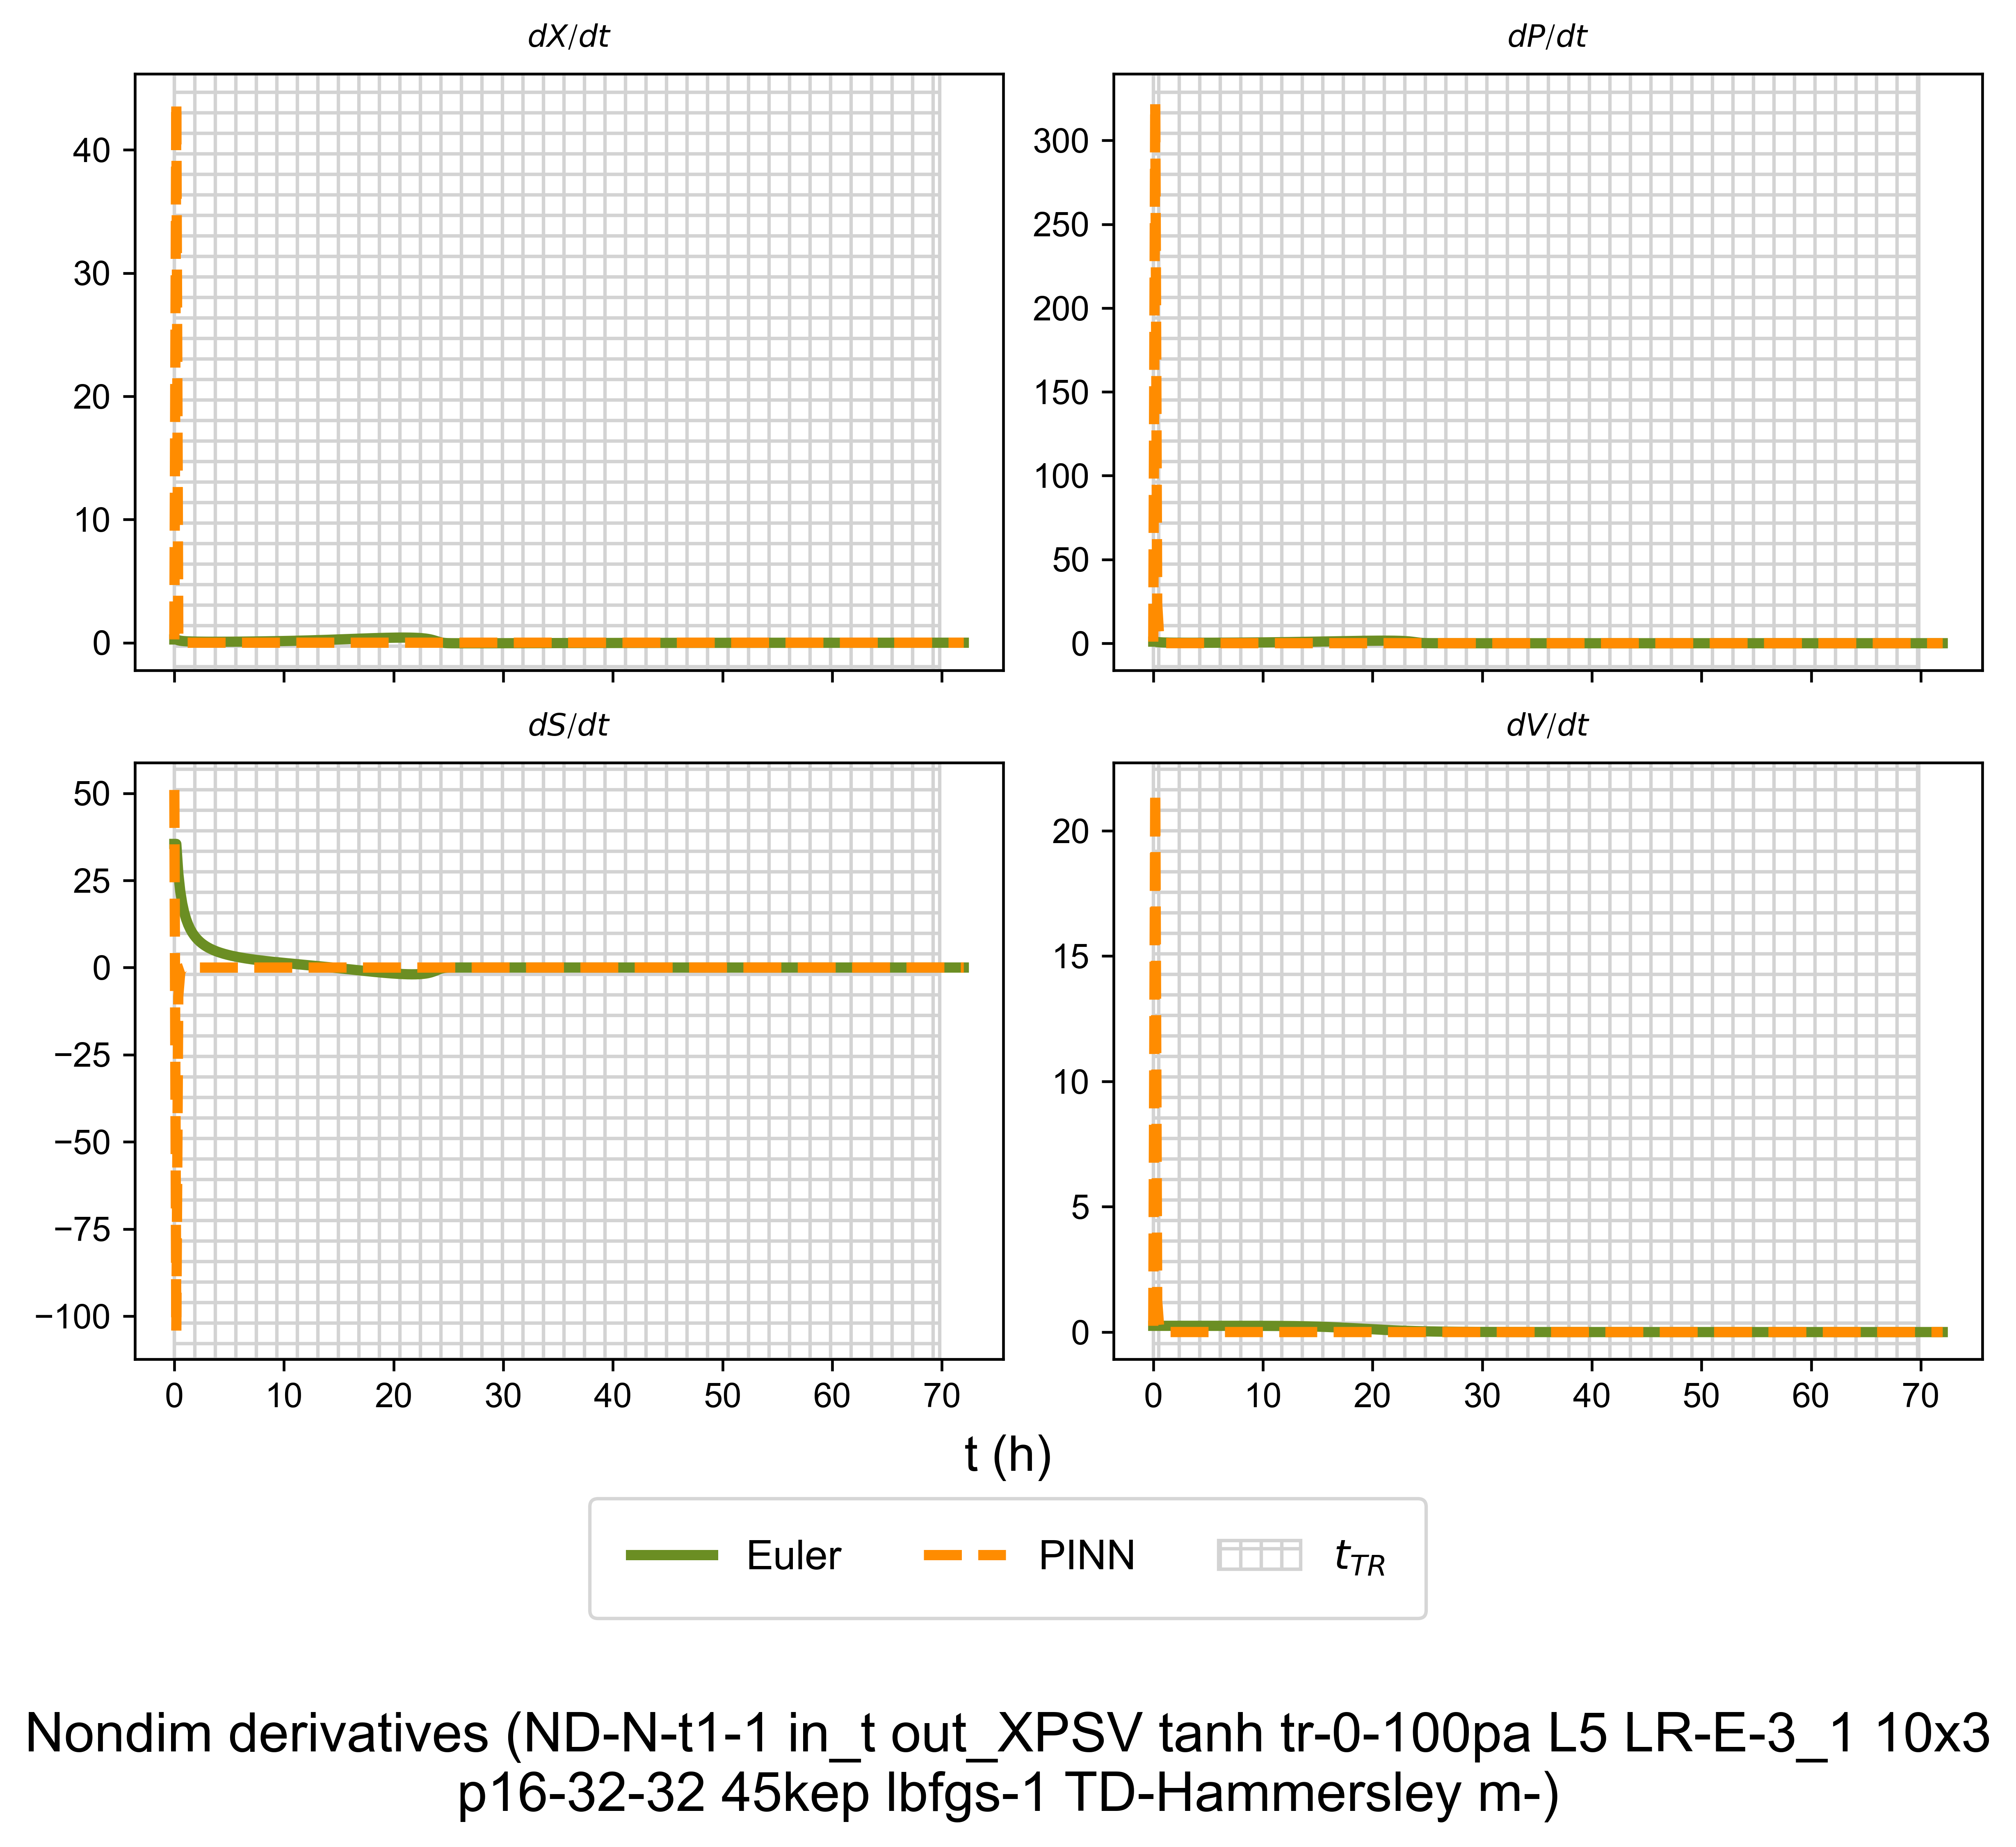 dX/dt
dP/dt
40
30
20
10
0
300
250
200
150
100
50
0
dS/dt
dV/dt
50
25
0
−25
−50
−75
−100
20
15
10
5
0
0 10 20 30 40 50 60 70
0 10 20 30 40 50 60 70
t (h)
Euler PINN t_{TR}
Nondim derivatives (ND-N-t1-1 in_t out_XPSV tanh tr-0-100pa L5 LR-E-3_1 10x3
p16-32-32 45kep lbfgs-1 TD-Hammersley m-)